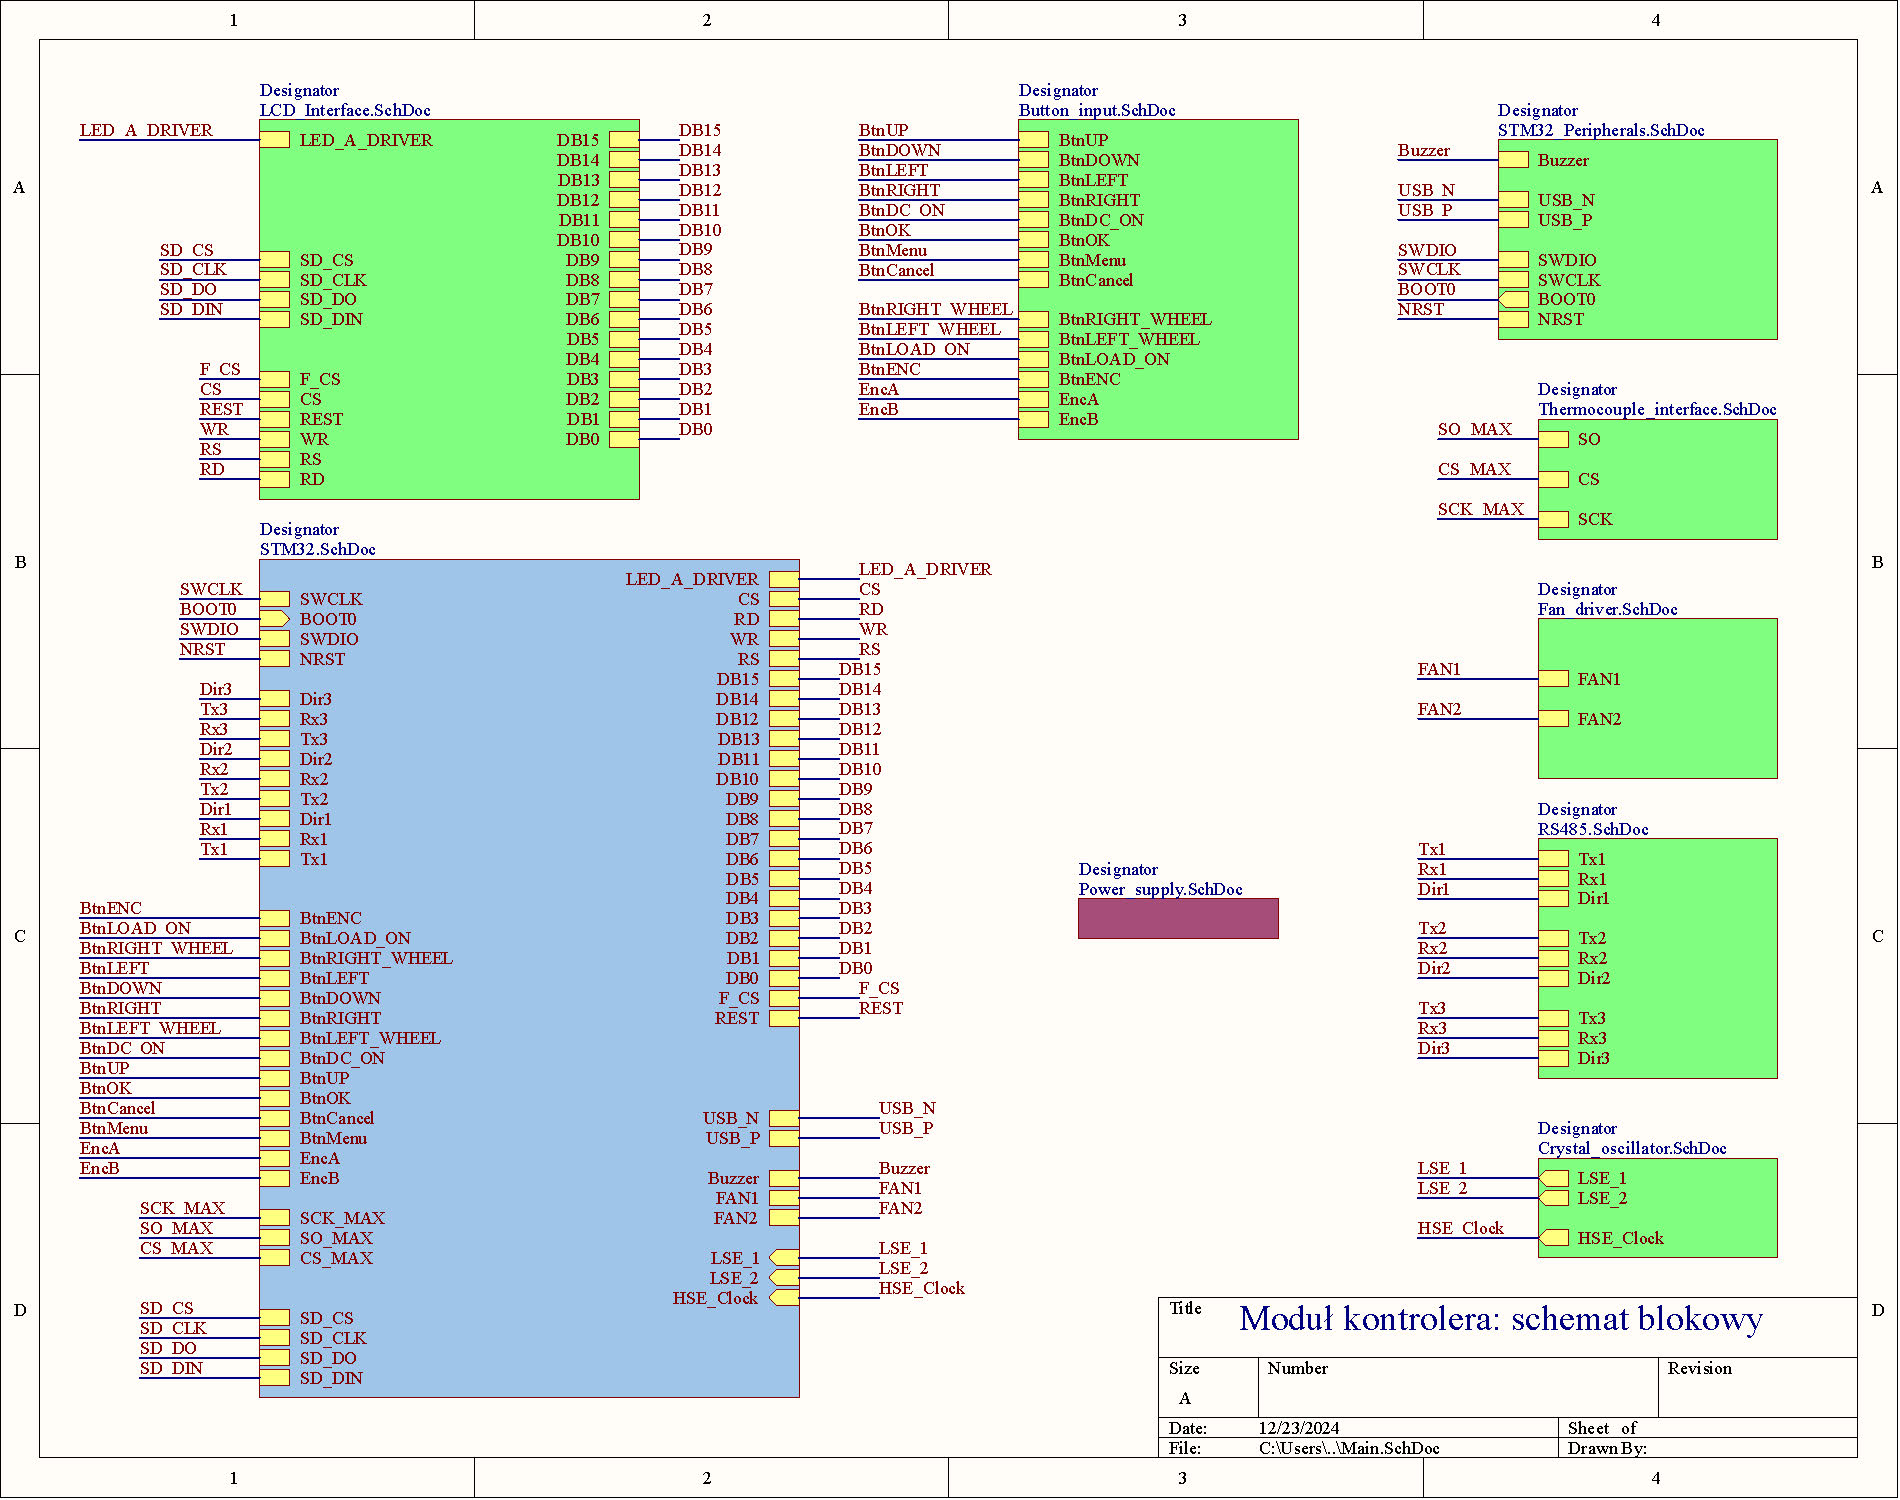 1 2 3 4
A
B
C
D
Designator
LCD_Interface.SchDoc
LED_A_DRIVER
LED_A_DRIVER
SD_CS
SD_CLK
SD_DO
SD_DIN
SD_CS
SD_CLK
SD_DO
SD_DIN
F_CS
CS
REST
WR
RS
RD
F_CS
CS
REST
WR
RS
RD
DB15 DB15
DB14 DB14
DB13 DB13
DB12 DB12
DB11 DB11
DB10 DB10
DB9 DB9
DB8 DB8
DB7 DB7
DB6 DB6
DB5 DB5
DB4 DB4
DB3 DB3
DB2 DB2
DB1 DB1
DB0 DB0
Designator
Button_input.SchDoc
BtnUP BtnUP
BtnDOWN BtnDOWN
BtnLEFT BtnLEFT
BtnRIGHT BtnRIGHT
BtnDC_ON BtnDC_ON
BtnOK BtnOK
BtnMenu BtnMenu
BtnCancel BtnCancel
BtnRIGHT_WHEEL BtnRIGHT_WHEEL
BtnLEFT_WHEEL BtnLEFT_WHEEL
BtnLOAD_ON BtnLOAD_ON
BtnENC BtnENC
EncA EncA
EncB EncB
Designator
STM32_Peripherals.SchDoc
Buzzer Buzzer
USB_N USB_N
USB_P USB_P
SWDIO SWDIO
SWCLK SWCLK
BOOT0 BOOT0
NRST NRST
Designator
Thermocouple_interface.SchDoc
SO_MAX SO
CS_MAX CS
SCK_MAX SCK
Designator
Fan_driver.SchDoc
FAN1 FAN1
FAN2 FAN2
Designator
RS485.SchDoc
Tx1 Tx1
Rx1 Rx1
Dir1 Dir1
Tx2 Tx2
Rx2 Rx2
Dir2 Dir2
Tx3 Tx3
Rx3 Rx3
Dir3 Dir3
Designator
Crystal_oscillator.SchDoc
LSE_1 LSE_1
LSE_2 LSE_2
HSE_Clock HSE_Clock
Designator
Power_supply.SchDoc
Designator
STM32.SchDoc
SWCLK SWCLK
BOOT0 BOOT0
SWDIO SWDIO
NRST NRST
Dir3 Dir3
Tx3 Rx3
Rx3 Tx3
Dir2 Dir2
Rx2 Rx2
Tx2 Tx2
Dir1 Dir1
Rx1 Rx1
Tx1 Tx1
BtnENC BtnENC
BtnLOAD_ON BtnLOAD_ON
BtnRIGHT_WHEEL BtnRIGHT_WHEEL
BtnLEFT BtnLEFT
BtnDOWN BtnDOWN
BtnRIGHT BtnRIGHT
BtnLEFT_WHEEL BtnLEFT_WHEEL
BtnDC_ON BtnDC_ON
BtnUP BtnUP
BtnOK BtnOK
BtnCancel BtnCancel
BtnMenu BtnMenu
EncA EncA
EncB EncB
SCK_MAX SCK_MAX
SO_MAX SO_MAX
CS_MAX CS_MAX
SD_CS SD_CS
SD_CLK SD_CLK
SD_DO SD_DO
SD_DIN SD_DIN
LED_A_DRIVER LED_A_DRIVER
CS CS
RD RD
WR WR
RS RS
DB15 DB15
DB14 DB14
DB12 DB13
DB13 DB12
DB11 DB11
DB10 DB10
DB9 DB9
DB8 DB8
DB7 DB7
DB6 DB6
DB5 DB5
DB4 DB4
DB3 DB3
DB2 DB2
DB1 DB1
DB0 DB0
F_CS F_CS
REST REST
USB_N USB_N
USB_P USB_P
Buzzer Buzzer
FAN1 FAN1
FAN2 FAN2
LSE_1 LSE_1
LSE_2 LSE_2
HSE_Clock HSE_Clock
A
B
C
D
Title Moduł kontrolera: schemat blokowy
Size Number Revision
A
Date: 12/23/2024 Sheet of
File: C:\Users\..\Main.SchDoc Drawn By:
1 2 3 4